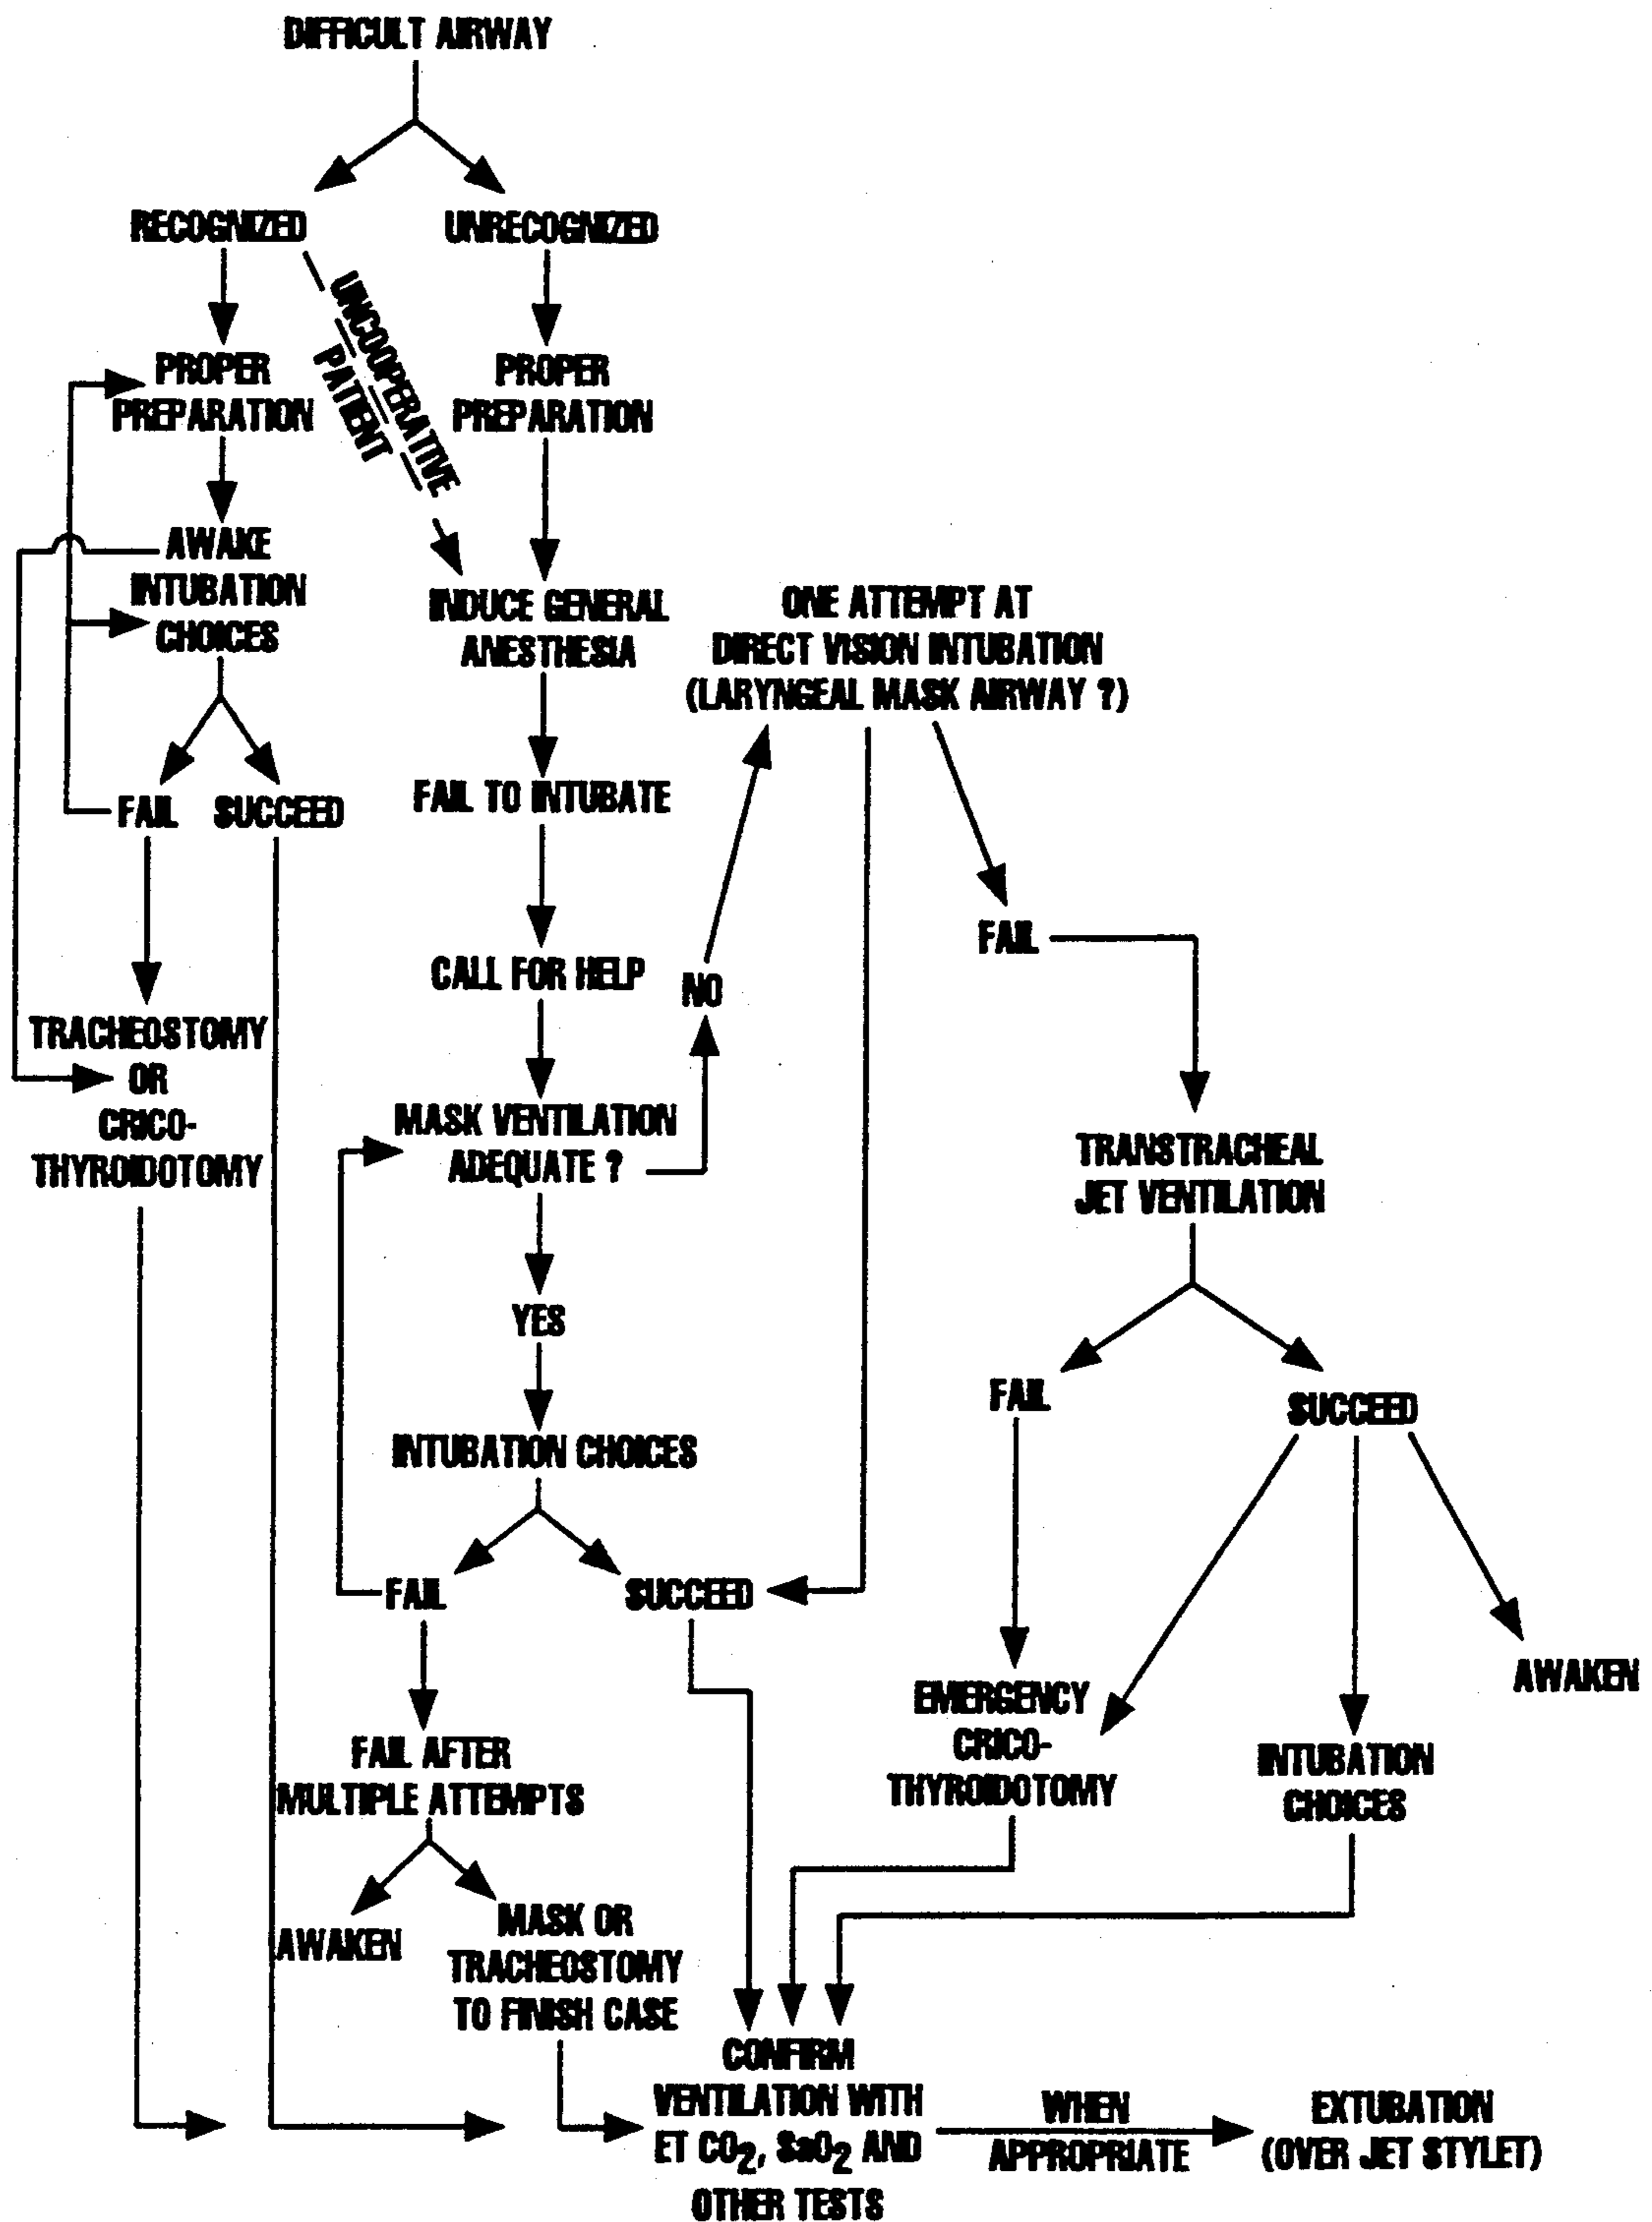 DIFFICULT AIRWAY
RECOGNIZED
UNRECOGNIZED
UNCOOPERATIVE
PATIENT
PROPER
PREPARATION
PROPER
PREPARATION
AWAKE
INTUBATION
CHOICES
INDUCE GENERAL
ANESTHESIA
ONE ATTEMPT AT
DIRECT VISION INTUBATION
(LARYNGEAL MASK AIRWAY ?)
FAIL
SUCCEED
FAIL TO INTUBATE
FAIL
CALL FOR HELP
NO
TRACHEOSTOMY
OR
CRICO-
THYROIDOTOMY
MASK VENTILATION
ADEQUATE ?
TRANSTRACHEAL
JET VENTILATION
YES
FAIL
SUCCEED
INTUBATION CHOICES
FAIL
SUCCEED
AWAKEN
EMERGENCY
CRICO-
THYROIDOTOMY
INTUBATION
CHOICES
FAIL AFTER
MULTIPLE ATTEMPTS
AWAKEN
MASK OR
TRACHEOSTOMY
TO FINISH CASE
CONFIRM
VENTILATION WITH
ET CO₂, SaO₂ AND
OTHER TESTS
WHEN
APPROPRIATE
EXTUBATION
(OVER JET STYLET)